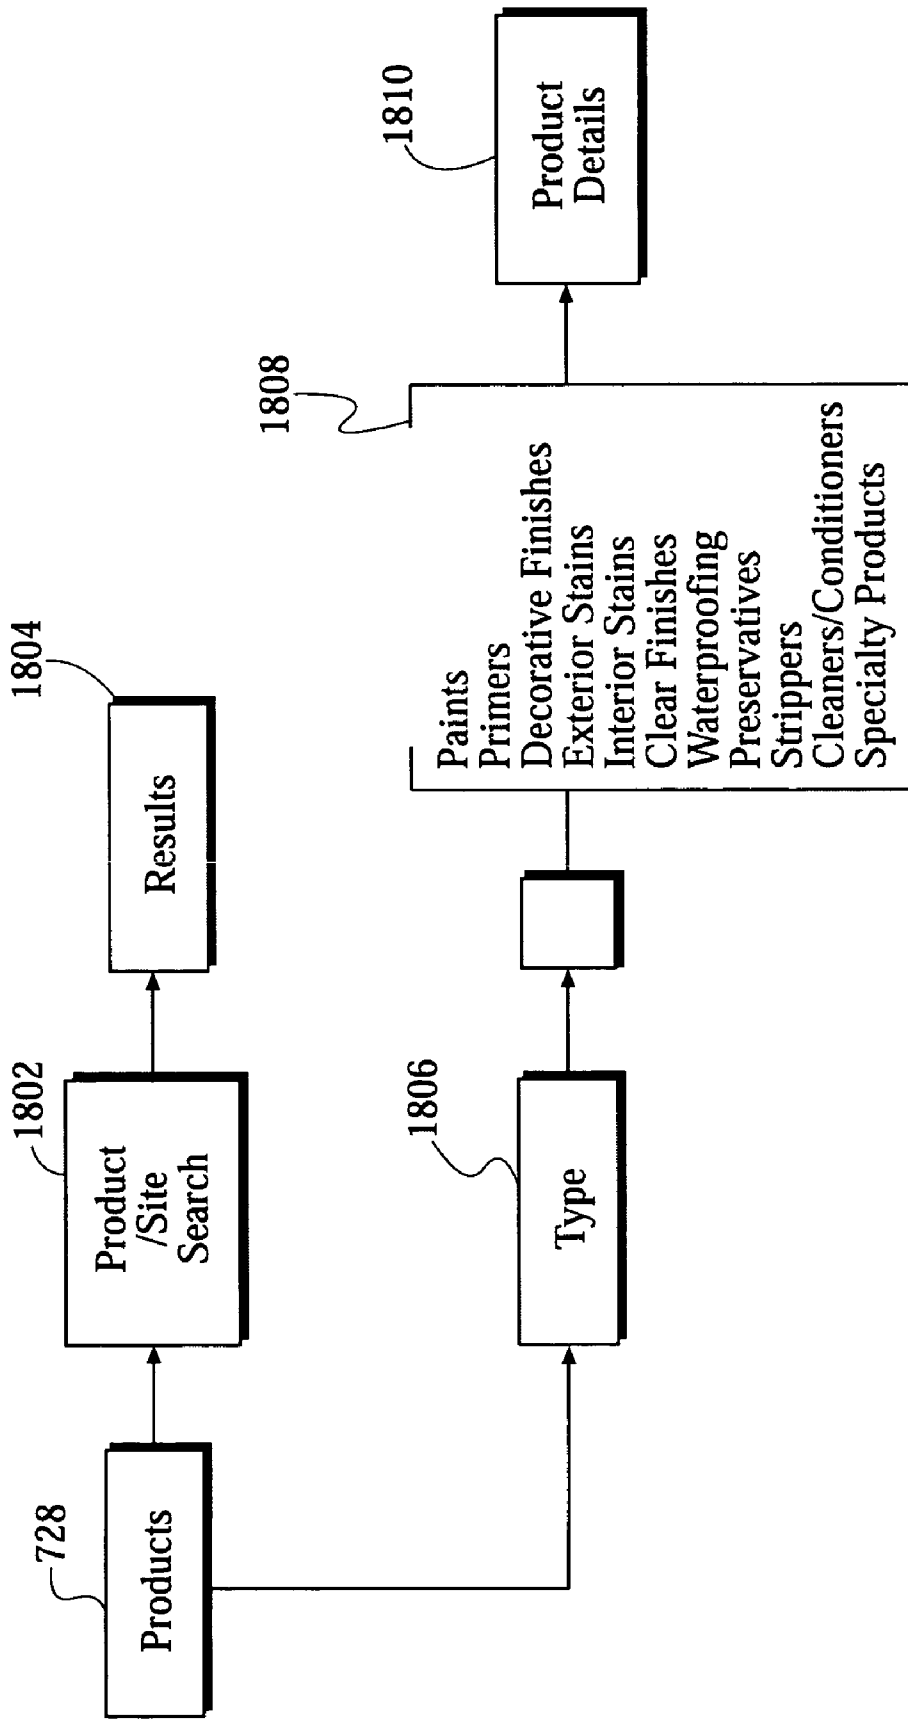 728
Products
1802
Product
/Site
Search
1804
Results
1806
Type
1808
Paints
Primers
Decorative Finishes
Exterior Stains
Interior Stains
Clear Finishes
Waterproofing
Preservatives
Strippers
Cleaners/Conditioners
Specialty Products
1810
Product
Details